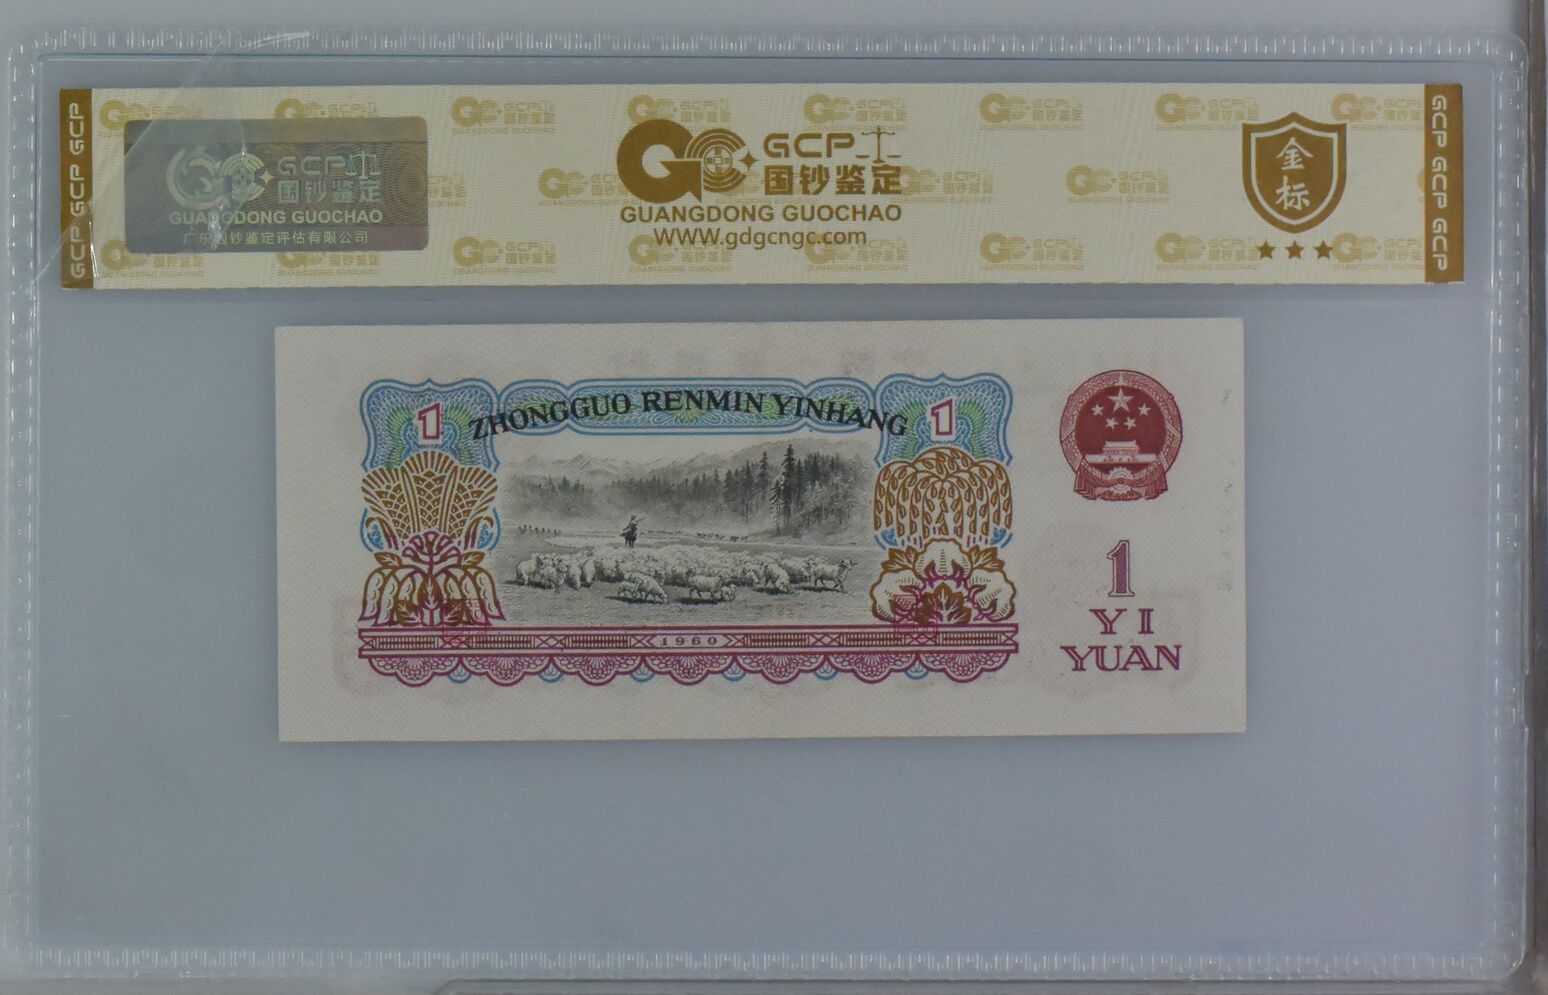 GCP GCP GCP
GCP
国钞鉴定
GUANGDONG GUOCHAO
广东国钞鉴定评估有限公司
GCP
国钞鉴定
GUANGDONG GUOCHAO
WWW.gdgcngc.com
金标
GCP GCP GCP
1 ZHONGGUO RENMIN YINHANG 1
1960
1
YI
YUAN